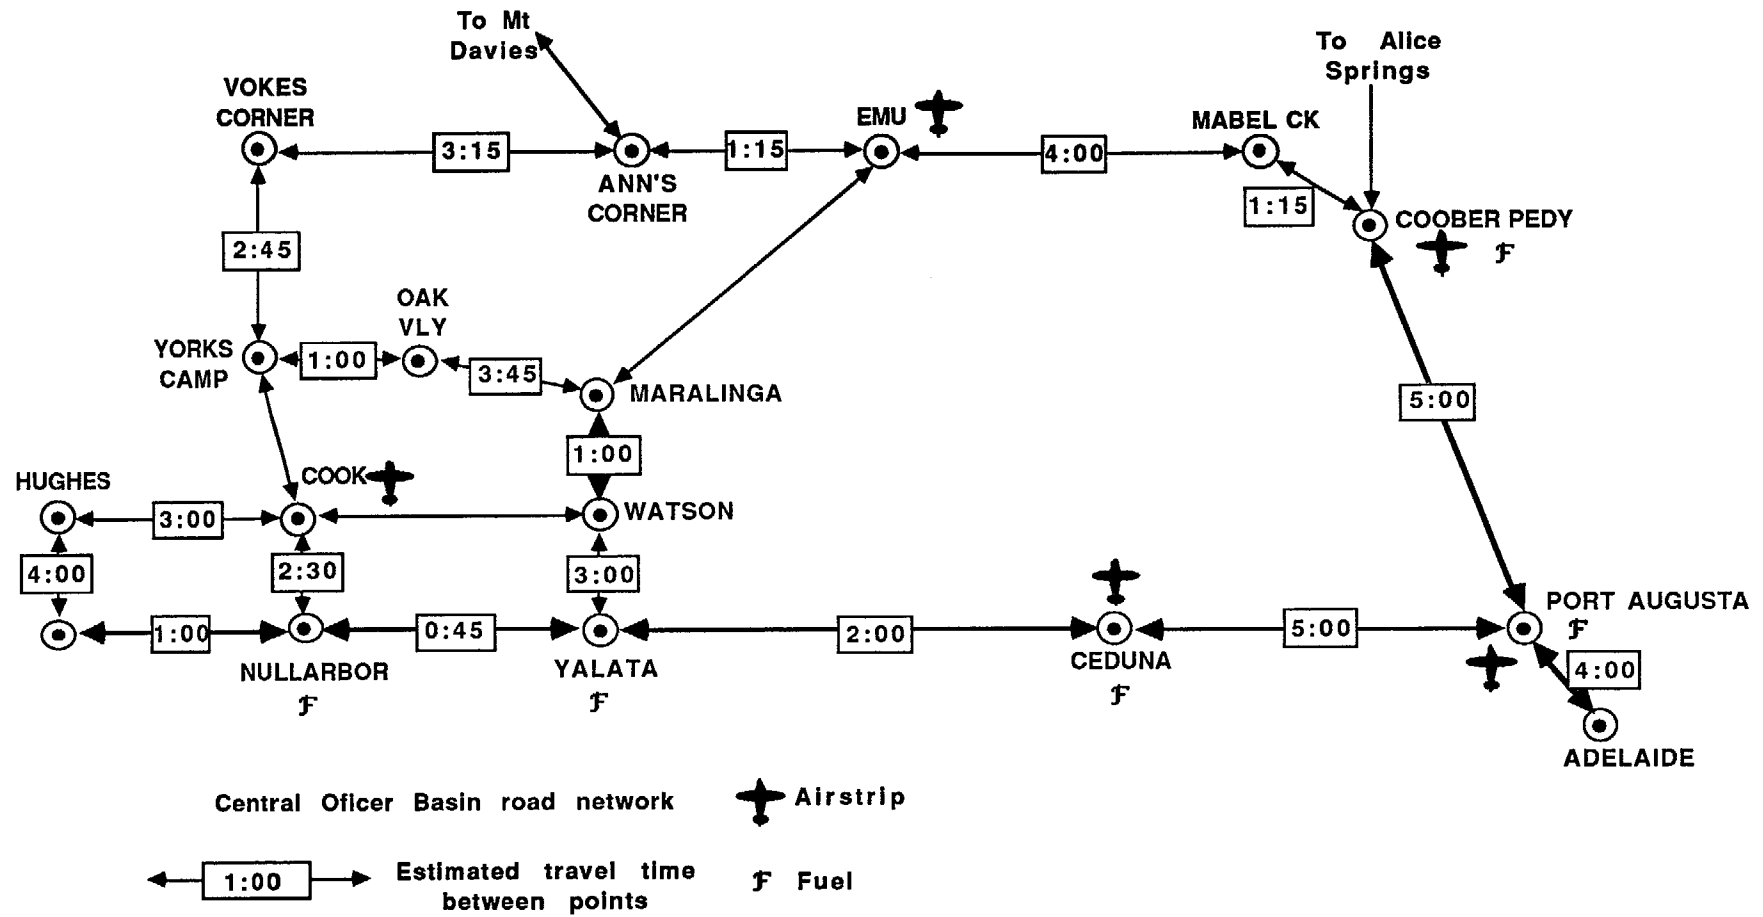 To Mt
Davies
To Alice
Springs
VOKES
CORNER
EMU
MABEL CK
3:15
1:15
4:00
ANN'S
CORNER
1:15
COOBER PEDY
F
2:45
OAK
VLY
YORKS
CAMP
1:00
3:45
MARALINGA
5:00
1:00
HUGHES
COOK
WATSON
3:00
4:00
2:30
3:00
PORT AUGUSTA
F
1:00
0:45
2:00
5:00
NULLARBOR
F
YALATA
F
CEDUNA
F
4:00
ADELAIDE
Central Oficer Basin road network
Airstrip
1:00
Estimated travel time
between points
F Fuel